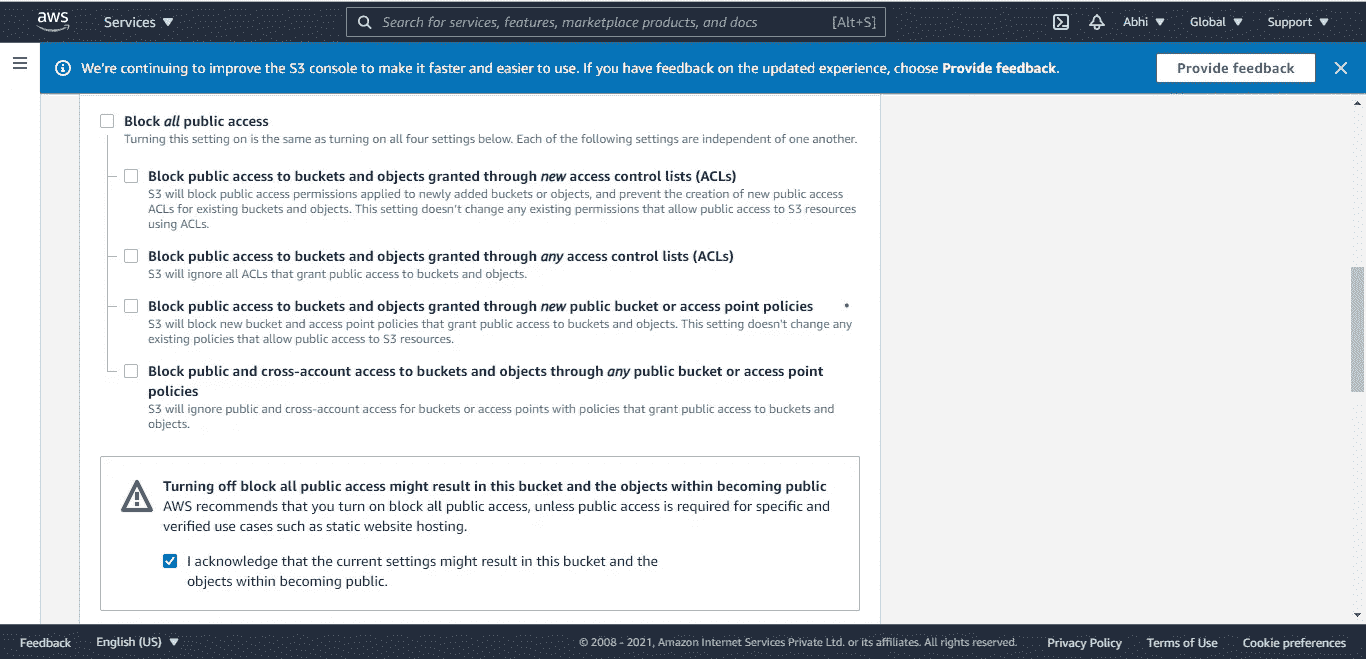 aws Services Search for services, features, marketplace products, and docs [Alt+S] Abhi Global Support
We're continuing to improve the S3 console to make it faster and easier to use. If you have feedback on the updated experience, choose Provide feedback. Provide feedback
Block all public access
Turning this setting on is the same as turning on all four settings below. Each of the following settings are independent of one another.
Block public access to buckets and objects granted through new access control lists (ACLs)
S3 will block public access permissions applied to newly added buckets or objects, and prevent the creation of new public access
ACLs for existing buckets and objects. This setting doesn't change any existing permissions that allow public access to S3 resources
using ACLs.
Block public access to buckets and objects granted through any access control lists (ACLs)
S3 will ignore all ACLs that grant public access to buckets and objects.
Block public access to buckets and objects granted through new public bucket or access point policies
S3 will block new bucket and access point policies that grant public access to buckets and objects. This setting doesn't change any
existing policies that allow public access to S3 resources.
Block public and cross-account access to buckets and objects through any public bucket or access point
policies
S3 will ignore public and cross-account access for buckets or access points with policies that grant public access to buckets and
objects.
Turning off block all public access might result in this bucket and the objects within becoming public
AWS recommends that you turn on block all public access, unless public access is required for specific and
verified use cases such as static website hosting.
I acknowledge that the current settings might result in this bucket and the
objects within becoming public.
Feedback English (US) © 2008 - 2021, Amazon Internet Services Private Ltd. or its affiliates. All rights reserved. Privacy Policy Terms of Use Cookie preferences